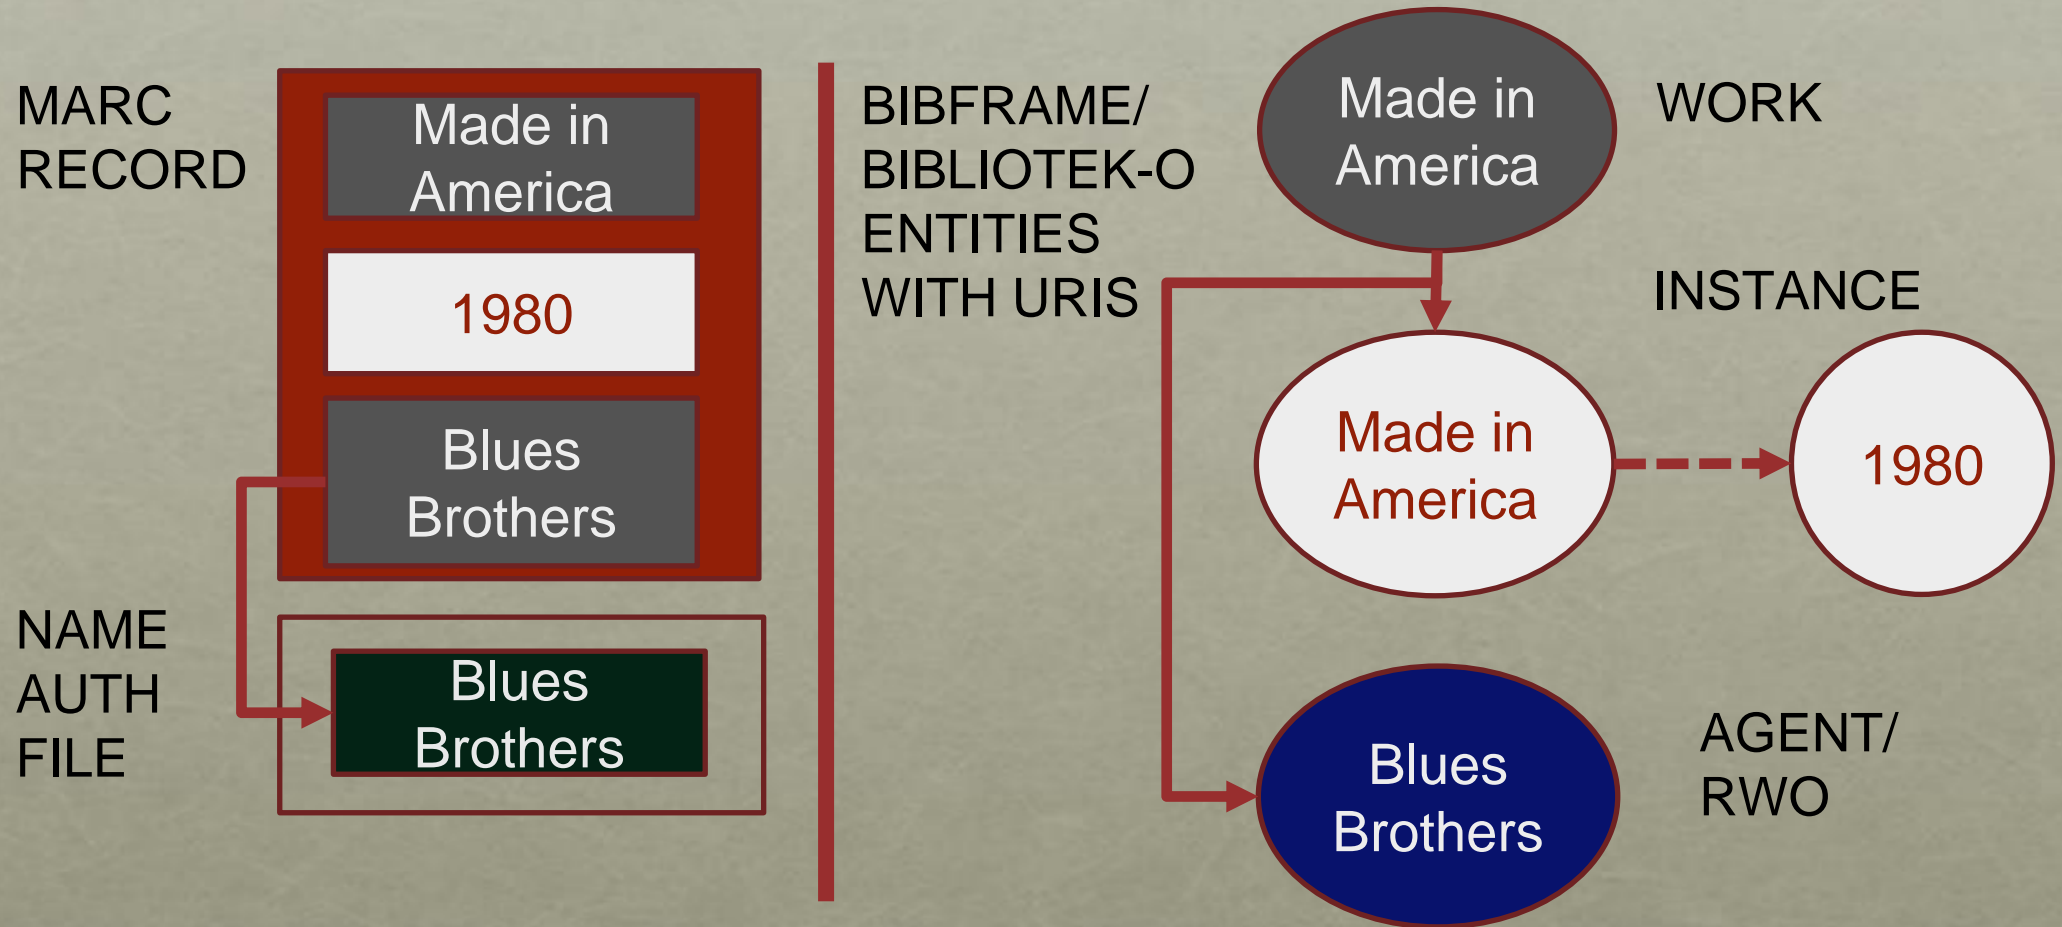 MARC
RECORD
Made in
America
1980
Blues
Brothers
NAME
AUTH
FILE
Blues
Brothers
BIBFRAME/
BIBLIOTEK-O
ENTITIES
WITH URIS
Made in
America
WORK
INSTANCE
Made in
America
1980
Blues
Brothers
AGENT/
RWO